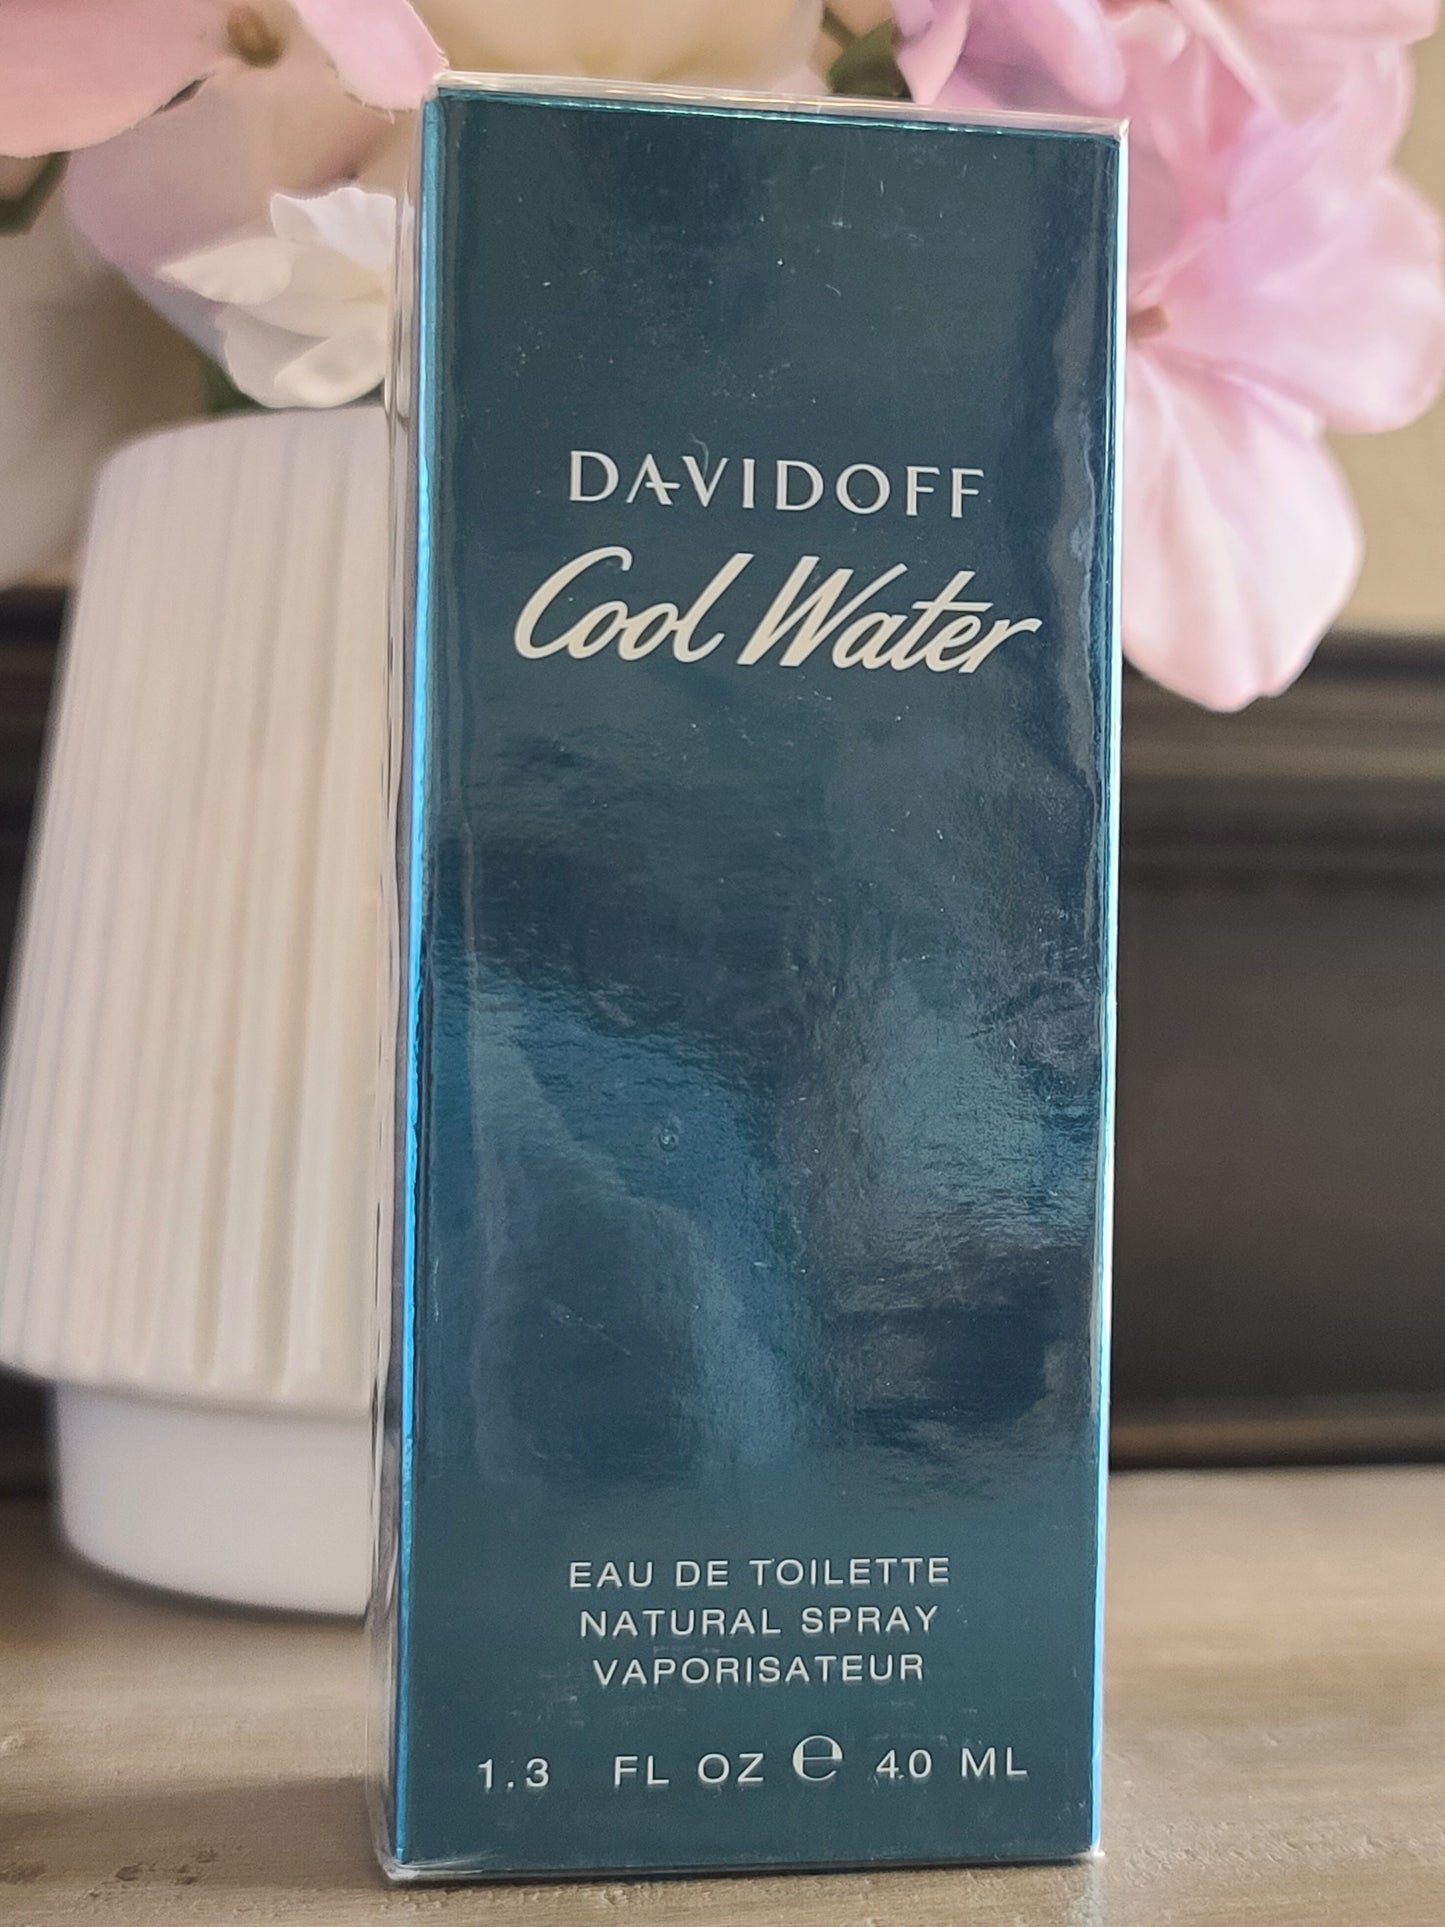 DAVIDOFF
Cool Water
EAU DE TOILETTE
NATURAL SPRAY
VAPORISATEUR
1.3 FL OZ ℮ 40 ML